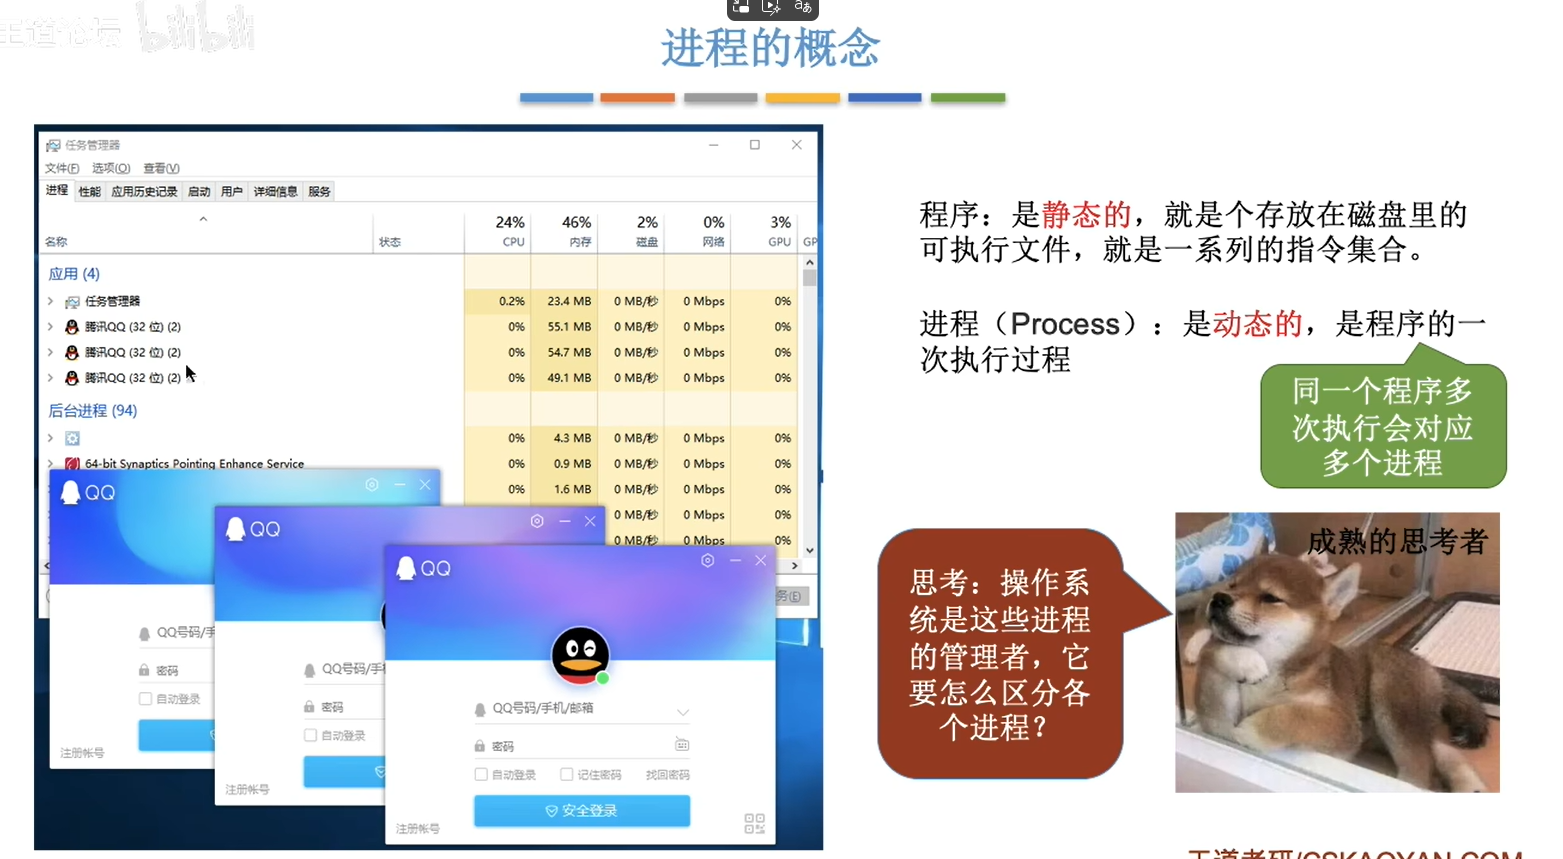 王道论坛 bilibili
进程的概念
任务管理器
文件(F) 选项(O) 查看(V)
进程 性能 应用历史记录 启动 用户 详细信息 服务
24% 46% 2% 0% 3%
名称 状态 CPU 内存 磁盘 网络 GPU GP
应用 (4)
任务管理器 0.2% 23.4 MB 0 MB/秒 0 Mbps 0%
腾讯QQ (32 位) (2) 0% 55.1 MB 0 MB/秒 0 Mbps 0%
腾讯QQ (32 位) (2) 0% 54.7 MB 0 MB/秒 0 Mbps 0%
腾讯QQ (32 位) (2) 0% 49.1 MB 0 MB/秒 0 Mbps 0%
后台进程 (94)
0% 4.3 MB 0 MB/秒 0 Mbps 0%
64-bit Synaptics Pointing Enhance Service 0% 0.9 MB 0 MB/秒 0 Mbps 0%
0% 1.6 MB 0 MB/秒 0 Mbps 0%
0 MB/秒 0 Mbps 0%
0 MB/秒 0 Mbps 0%
务(E)
QQ
QQ号码/手
密码
自动登录
注册帐号
QQ
QQ号码/手机
密码
自动登录
注册帐号
QQ
QQ号码/手机/邮箱
密码
自动登录 记住密码 找回密码
安全登录
注册帐号
程序：是静态的，就是个存放在磁盘里的
可执行文件，就是一系列的指令集合。
进程（Process）：是动态的，是程序的一
次执行过程
同一个程序多
次执行会对应
多个进程
思考：操作系
统是这些进程
的管理者，它
要怎么区分各
个进程？
成熟的思考者
王道考研/CSKAOYAN.COM